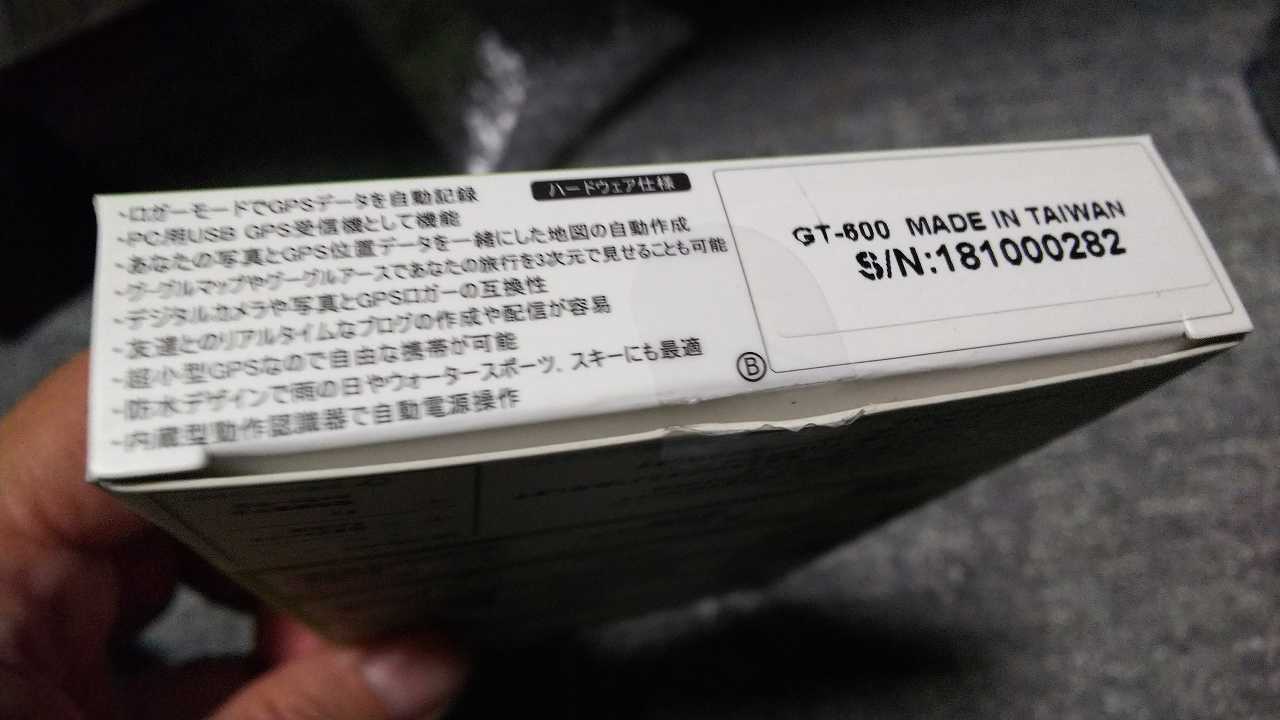 ハードウェア仕様
・ロガーモードでGPSデータを自動記録
・PC用USB GPS受信機として機能
・あなたの写真とGPS位置データを一緒にした地図の自動作成
・グーグルマップやグーグルアースであなたの旅行を3次元で見せることも可能
・デジタルカメラや写真とGPSロガーの互換性
・友達とのリアルタイムなブログの作成や配信が容易
・超小型GPSなので自由な携帯が可能
・防水デザインで雨の日やウォータースポーツ、スキーにも最適
・内蔵型動作認識器で自動電源操作
B
GT-600 MADE IN TAIWAN
S/N:181000282